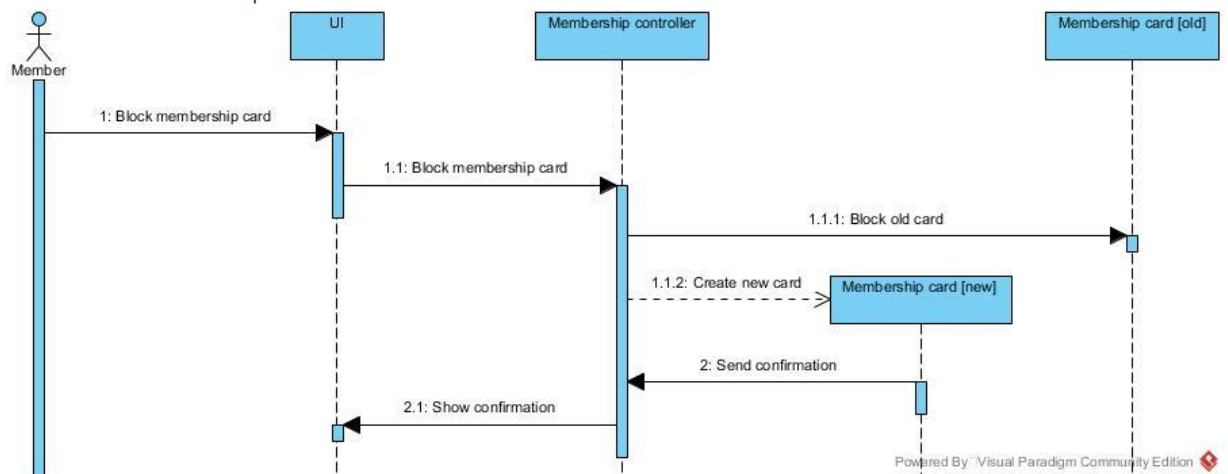 UI
Membership controller
Membership card [old]
Member
1: Block membership card
1.1: Block membership card
1.1.1: Block old card
1.1.2: Create new card
Membership card [new]
2: Send confirmation
2.1: Show confirmation
Powered By Visual Paradigm Community Edition